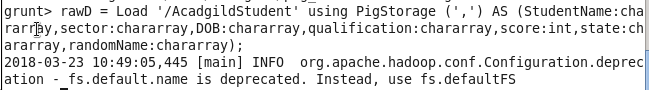 grunt> rawD = Load '/AcadgildStudent' using PigStorage (',') AS (StudentName:cha
rarray,sector:chararray,DOB:chararray,qualification:chararray,score:int,state:ch
ararray,randomName:chararray);
2018-03-23 10:49:05,445 [main] INFO  org.apache.hadoop.conf.Configuration.deprec
ation - fs.default.name is deprecated. Instead, use fs.defaultFS